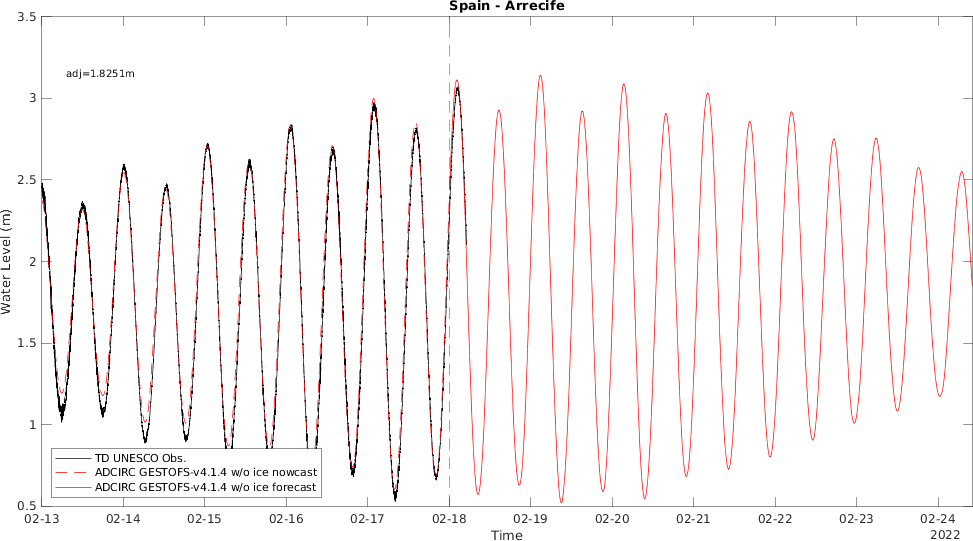 Spain - Arrecife
adj=1.8251m
3.5
3
2.5
2
1.5
1
0.5
Water Level (m)
TD UNESCO Obs.
ADCIRC GESTOFS-v4.1.4 w/o ice nowcast
ADCIRC GESTOFS-v4.1.4 w/o ice forecast
02-13 02-14 02-15 02-16 02-17 02-18 02-19 02-20 02-21 02-22 02-23 02-24
Time
2022